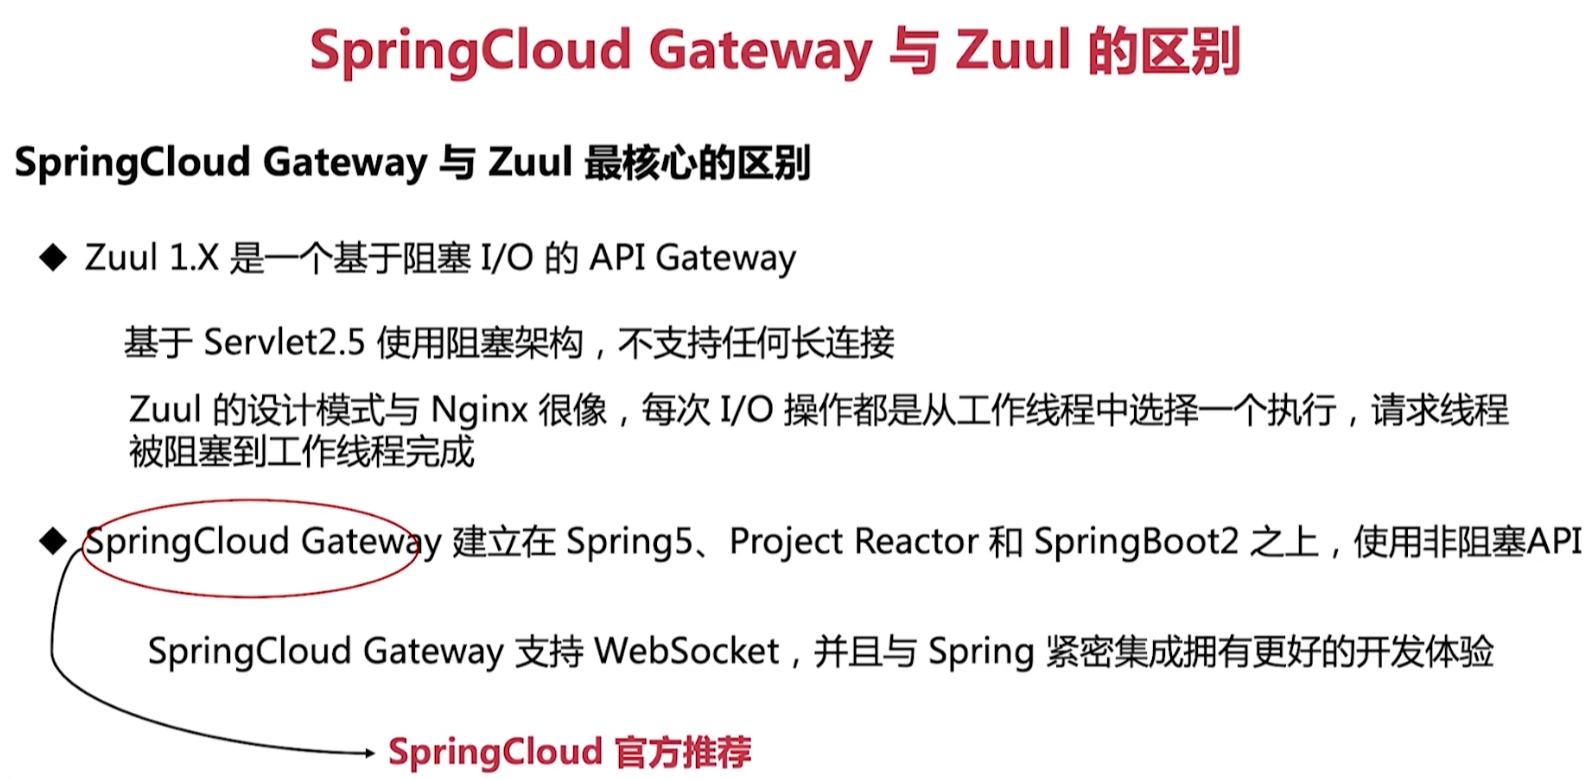 SpringCloud Gateway 与 Zuul 的区别
SpringCloud Gateway 与 Zuul 最核心的区别
◆ Zuul 1.X 是一个基于阻塞 I/O 的 API Gateway
基于 Servlet2.5 使用阻塞架构，不支持任何长连接
Zuul 的设计模式与 Nginx 很像，每次 I/O 操作都是从工作线程中选择一个执行，请求线程
被阻塞到工作线程完成
◆ SpringCloud Gateway 建立在 Spring5、Project Reactor 和 SpringBoot2 之上，使用非阻塞API
SpringCloud Gateway 支持 WebSocket，并且与 Spring 紧密集成拥有更好的开发体验
SpringCloud 官方推荐